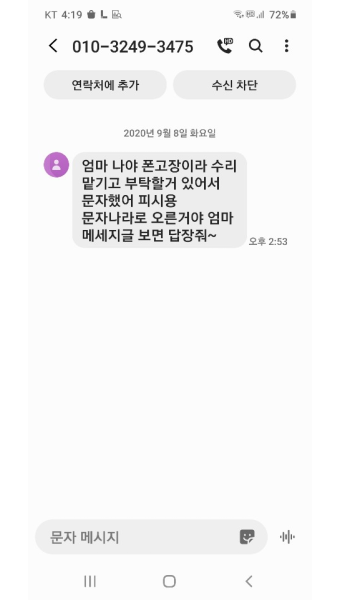 KT 4:19 72%
010-3249-3475
연락처에 추가 수신 차단
2020년 9월 8일 화요일
엄마 나야 폰고장이라 수리
맡기고 부탁할거 있어서
문자했어 피시용
문자나라로 오른거야 엄마
메세지글 보면 답장줘~
오후 2:53
문자 메시지